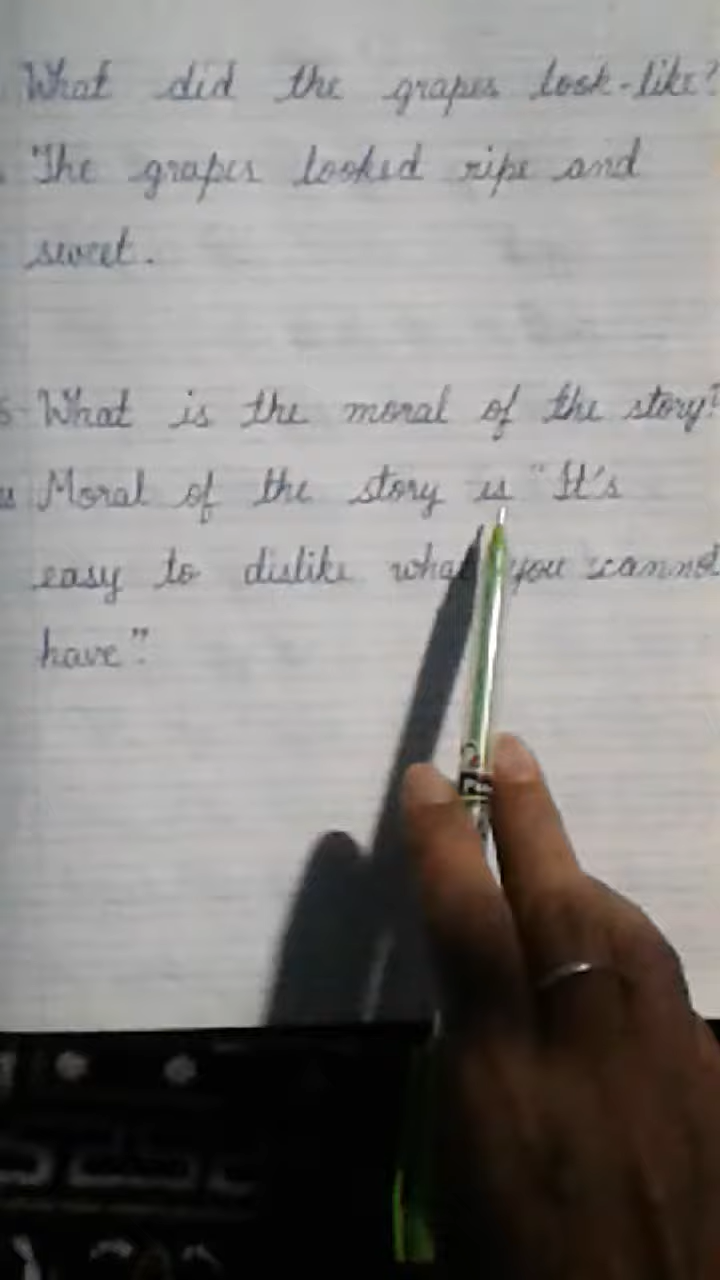 What did the grapes look-like?
The grapes looked ripe and
sweet.
What is the moral of the story?
Moral of the story is "It's
easy to dislike what you cannot
have"